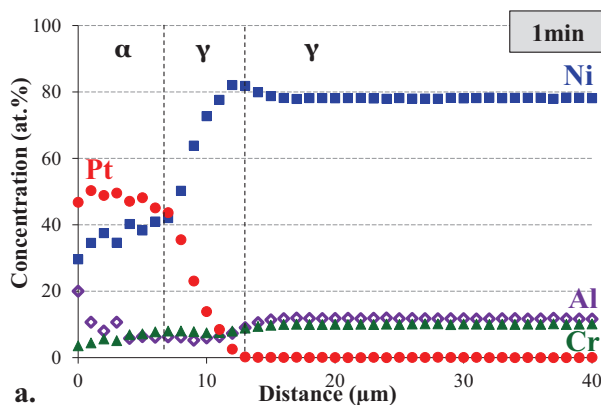 100
80
60
40
20
0
Concentration (at.%)
α
γ
γ
1min
Ni
Pt
Al
Cr
0
10
20
30
40
Distance (µm)
a.